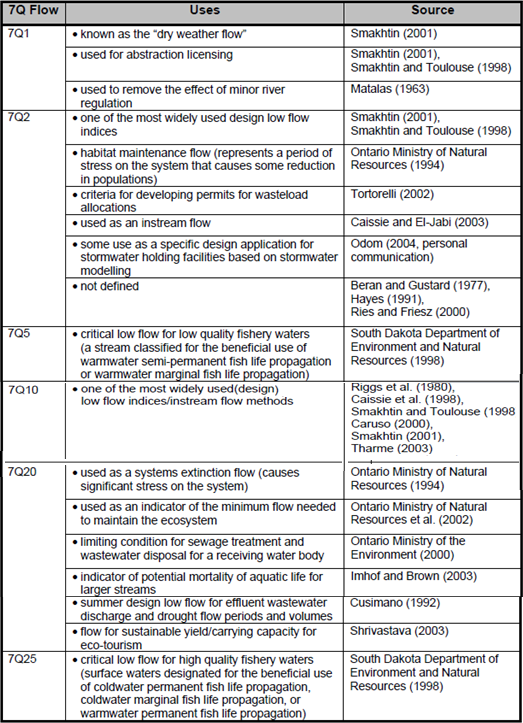 7Q Flow Uses Source
7Q1 • known as the “dry weather flow” Smakhtin (2001)
• used for abstraction licensing Smakhtin (2001),
Smakhtin and Toulouse (1998)
• used to remove the effect of minor river Matalas (1963)
regulation
7Q2 • one of the most widely used design low flow Smakhtin (2001),
indices Smakhtin and Toulouse (1998)
• habitat maintenance flow (represents a period of Ontario Ministry of Natural
stress on the system that causes some reduction Resources (1994)
in populations)
• criteria for developing permits for wasteload Tortorelli (2002)
allocations
• used as an instream flow Caissie and El-Jabi (2003)
• some use as a specific design application for Odom (2004, personal
stormwater holding facilities based on stormwater communication)
modelling
• not defined Beran and Gustard (1977),
Hayes (1991),
Ries and Friesz (2000)
7Q5 • critical low flow for low quality fishery waters South Dakota Department of
(a stream classified for the beneficial use of Environment and Natural
warmwater semi-permanent fish life propagation Resources (1998)
or warmwater marginal fish life propagation)
7Q10 • one of the most widely used(design) Riggs et al. (1980),
low flow indices/instream flow methods Caissie et al. (1998),
Smakhtin and Toulouse (1998
Caruso (2000),
Smakhtin (2001),
Tharme (2003)
7Q20 • used as a systems extinction flow (causes Ontario Ministry of Natural
significant stress on the system) Resources (1994)
• used as an indicator of the minimum flow needed Ontario Ministry of Natural
to maintain the ecosystem Resources et al. (2002)
• limiting condition for sewage treatment and Ontario Ministry of the
wastewater disposal for a receiving water body Environment (2000)
• indicator of potential mortality of aquatic life for Imhof and Brown (2003)
larger streams
• summer design low flow for effluent wastewater Cusimano (1992)
discharge and drought flow periods and volumes
• flow for sustainable yield/carrying capacity for Shrivastava (2003)
eco-tourism
7Q25 • critical low flow for high quality fishery waters South Dakota Department of
(surface waters designated for the beneficial use Environment and Natural
of coldwater permanent fish life propagation, Resources (1998)
coldwater marginal fish life propagation, or
warmwater permanent fish life propagation)